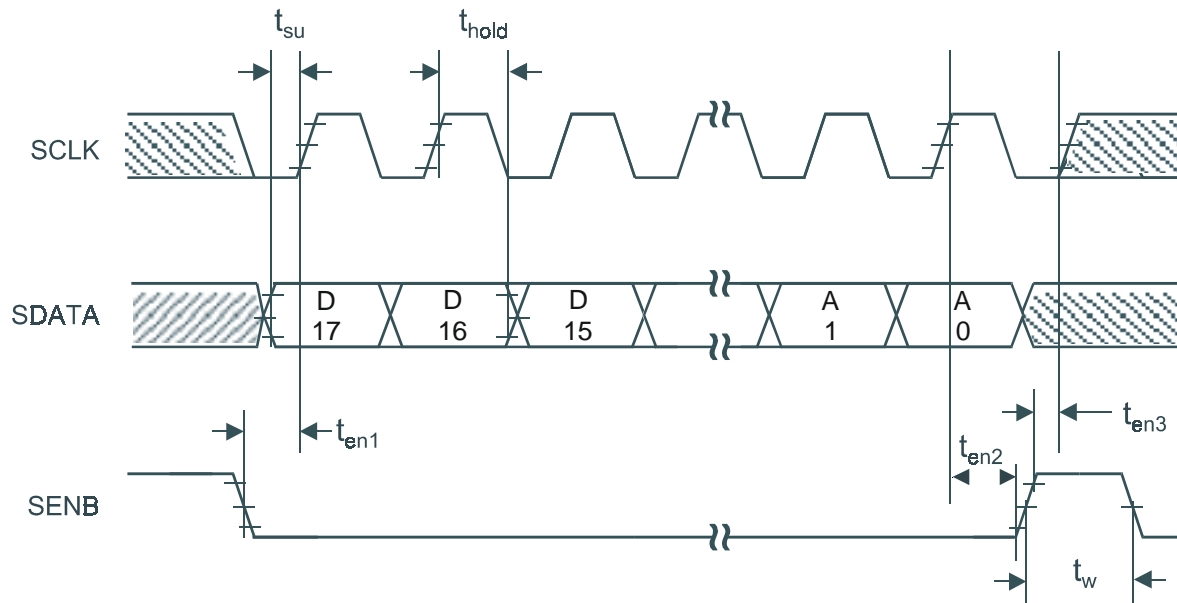 tsu
thold
SCLK
SDATA
D
17
D
16
D
15
A
1
A
0
ten1
ten2
ten3
SENB
tw